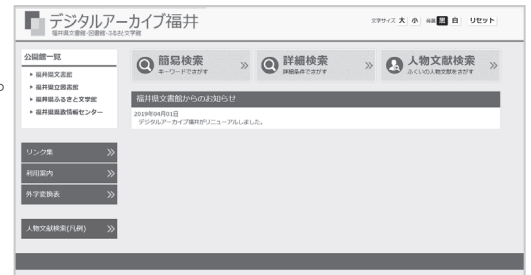 デジタルアーカイブ福井
福井県文書館・図書館・ふるさと文学館
文字サイズ 大 小 背景 黒 白 リセット
公開館一覧
福井県文書館
福井県立図書館
福井県ふるさと文学館
福井県県政情報センター
リンク集
利用案内
外字変換表
人物文献検索(凡例)
簡易検索
キーワードでさがす
詳細検索
詳細条件でさがす
人物文献検索
ふくいの人物文献をさがす
福井県文書館からのお知らせ
2019年04月01日
デジタルアーカイブ福井がリニューアルしました。